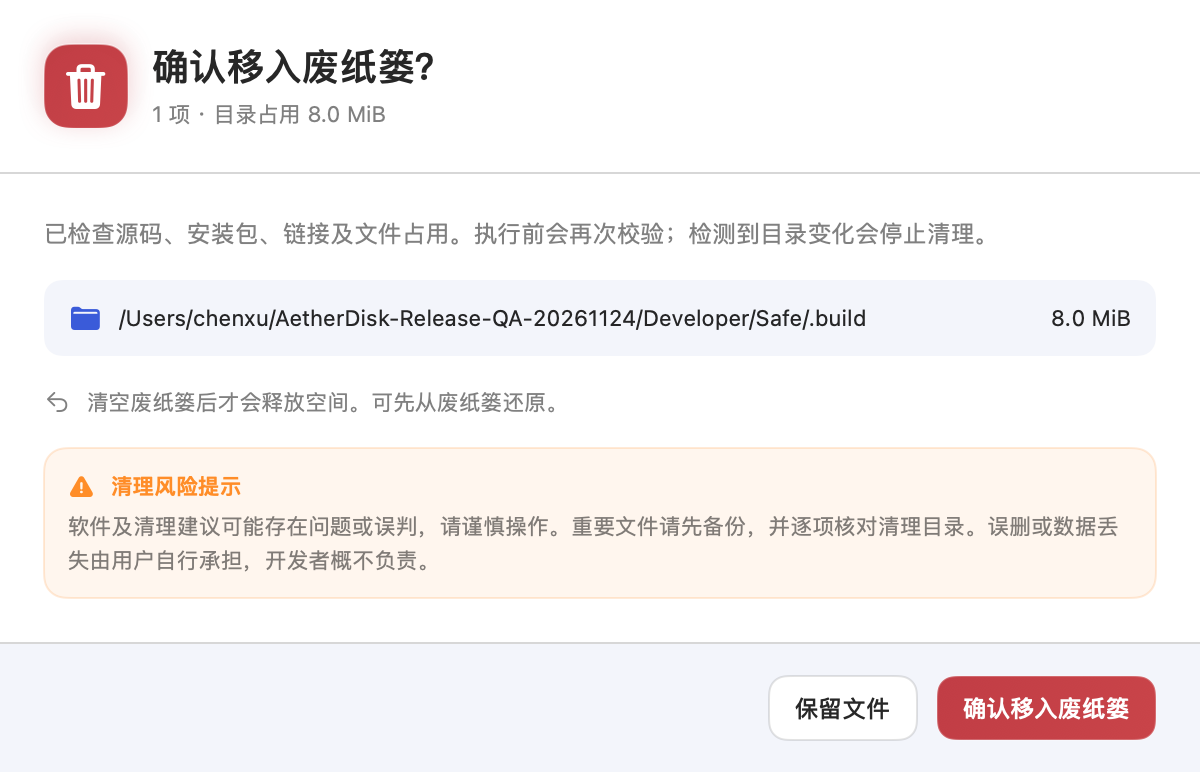 确认移入废纸篓?
1 项 · 目录占用 8.0 MiB
已检查源码、安装包、链接及文件占用。执行前会再次校验；检测到目录变化会停止清理。
/Users/chenxu/AetherDisk-Release-QA-20261124/Developer/Safe/.build 8.0 MiB
清空废纸篓后才会释放空间。可先从废纸篓还原。
清理风险提示
软件及清理建议可能存在问题或误判，请谨慎操作。重要文件请先备份，并逐项核对清理目录。误删或数据丢
失由用户自行承担，开发者概不负责。
保留文件 确认移入废纸篓